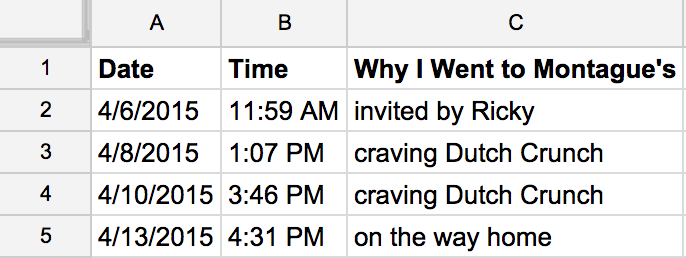 A B C
1 Date Time Why I Went to Montague's
2 4/6/2015 11:59 AM invited by Ricky
3 4/8/2015 1:07 PM craving Dutch Crunch
4 4/10/2015 3:46 PM craving Dutch Crunch
5 4/13/2015 4:31 PM on the way home